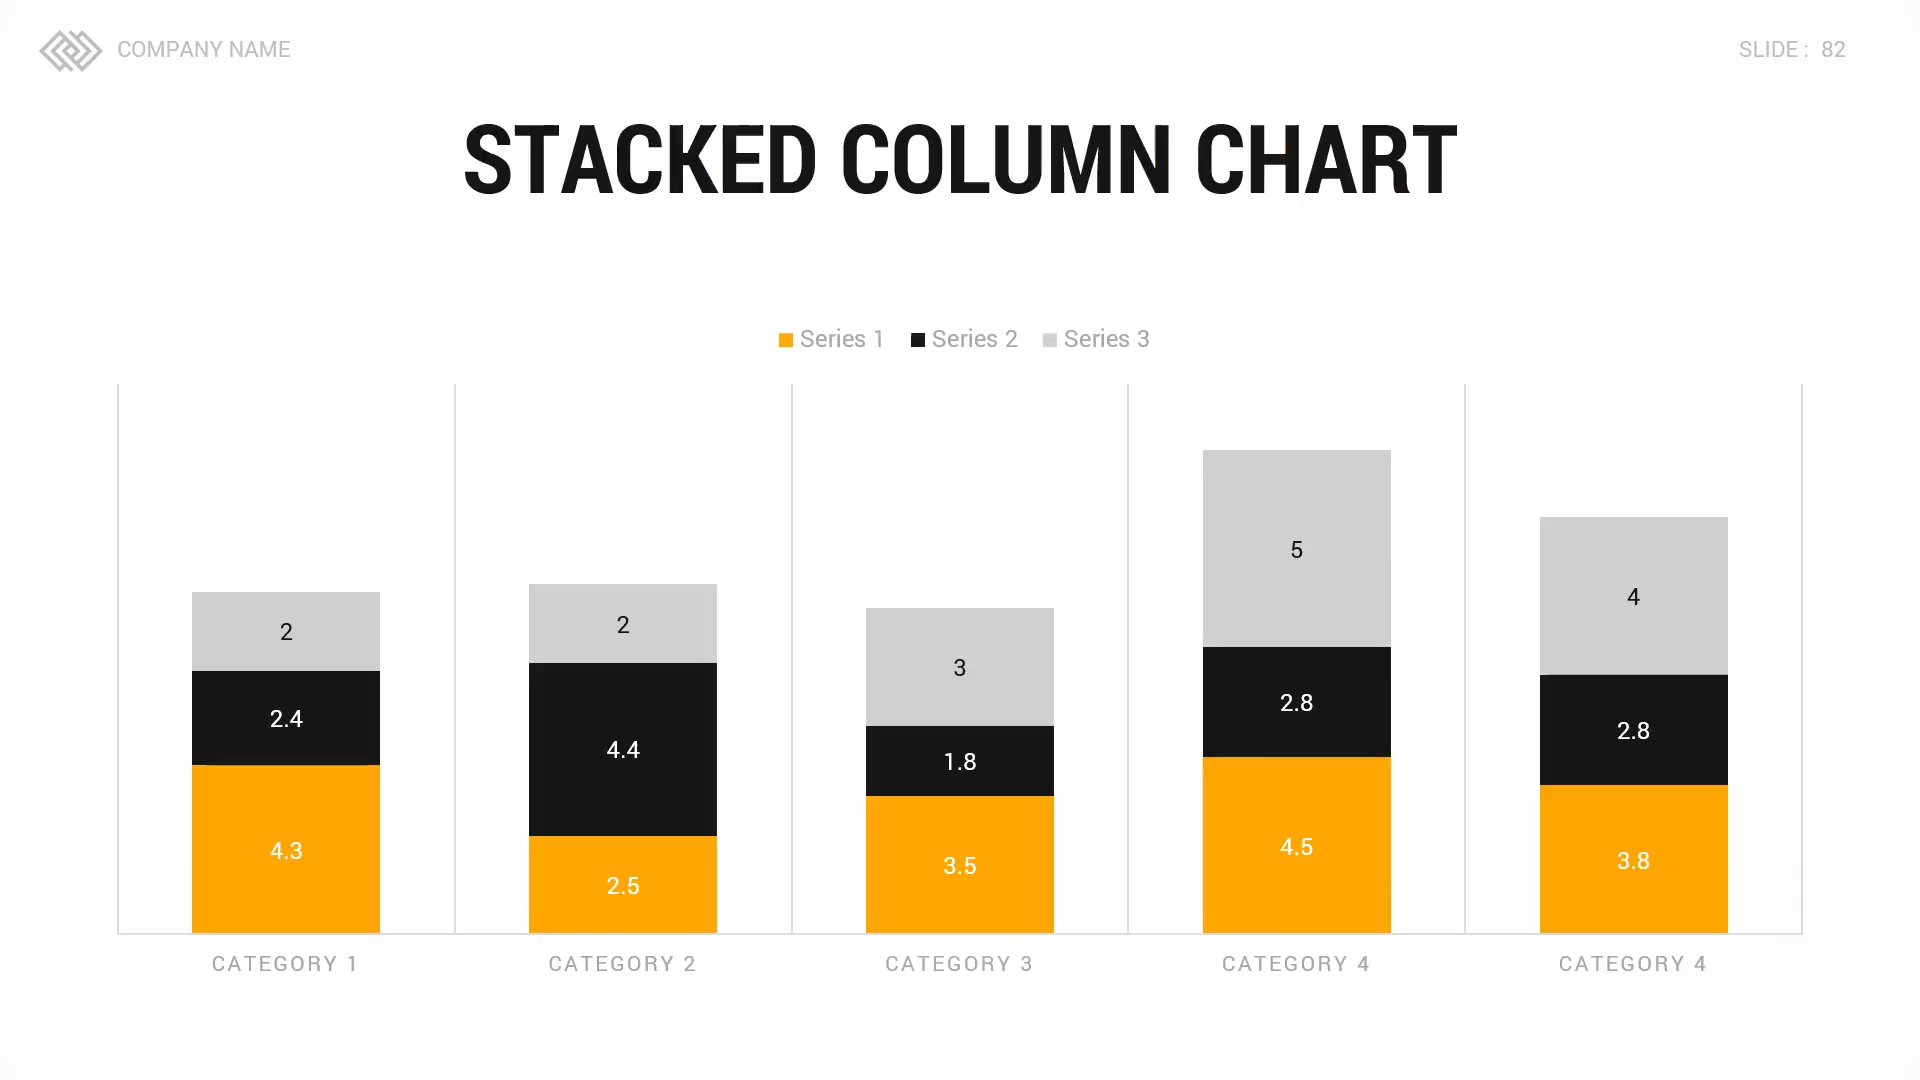 COMPANY NAME
SLIDE : 82
STACKED COLUMN CHART
Series 1 Series 2 Series 3
2 2 3 5 4
2.4 4.4 1.8 2.8 2.8
4.3 2.5 3.5 4.5 3.8
CATEGORY 1 CATEGORY 2 CATEGORY 3 CATEGORY 4 CATEGORY 4